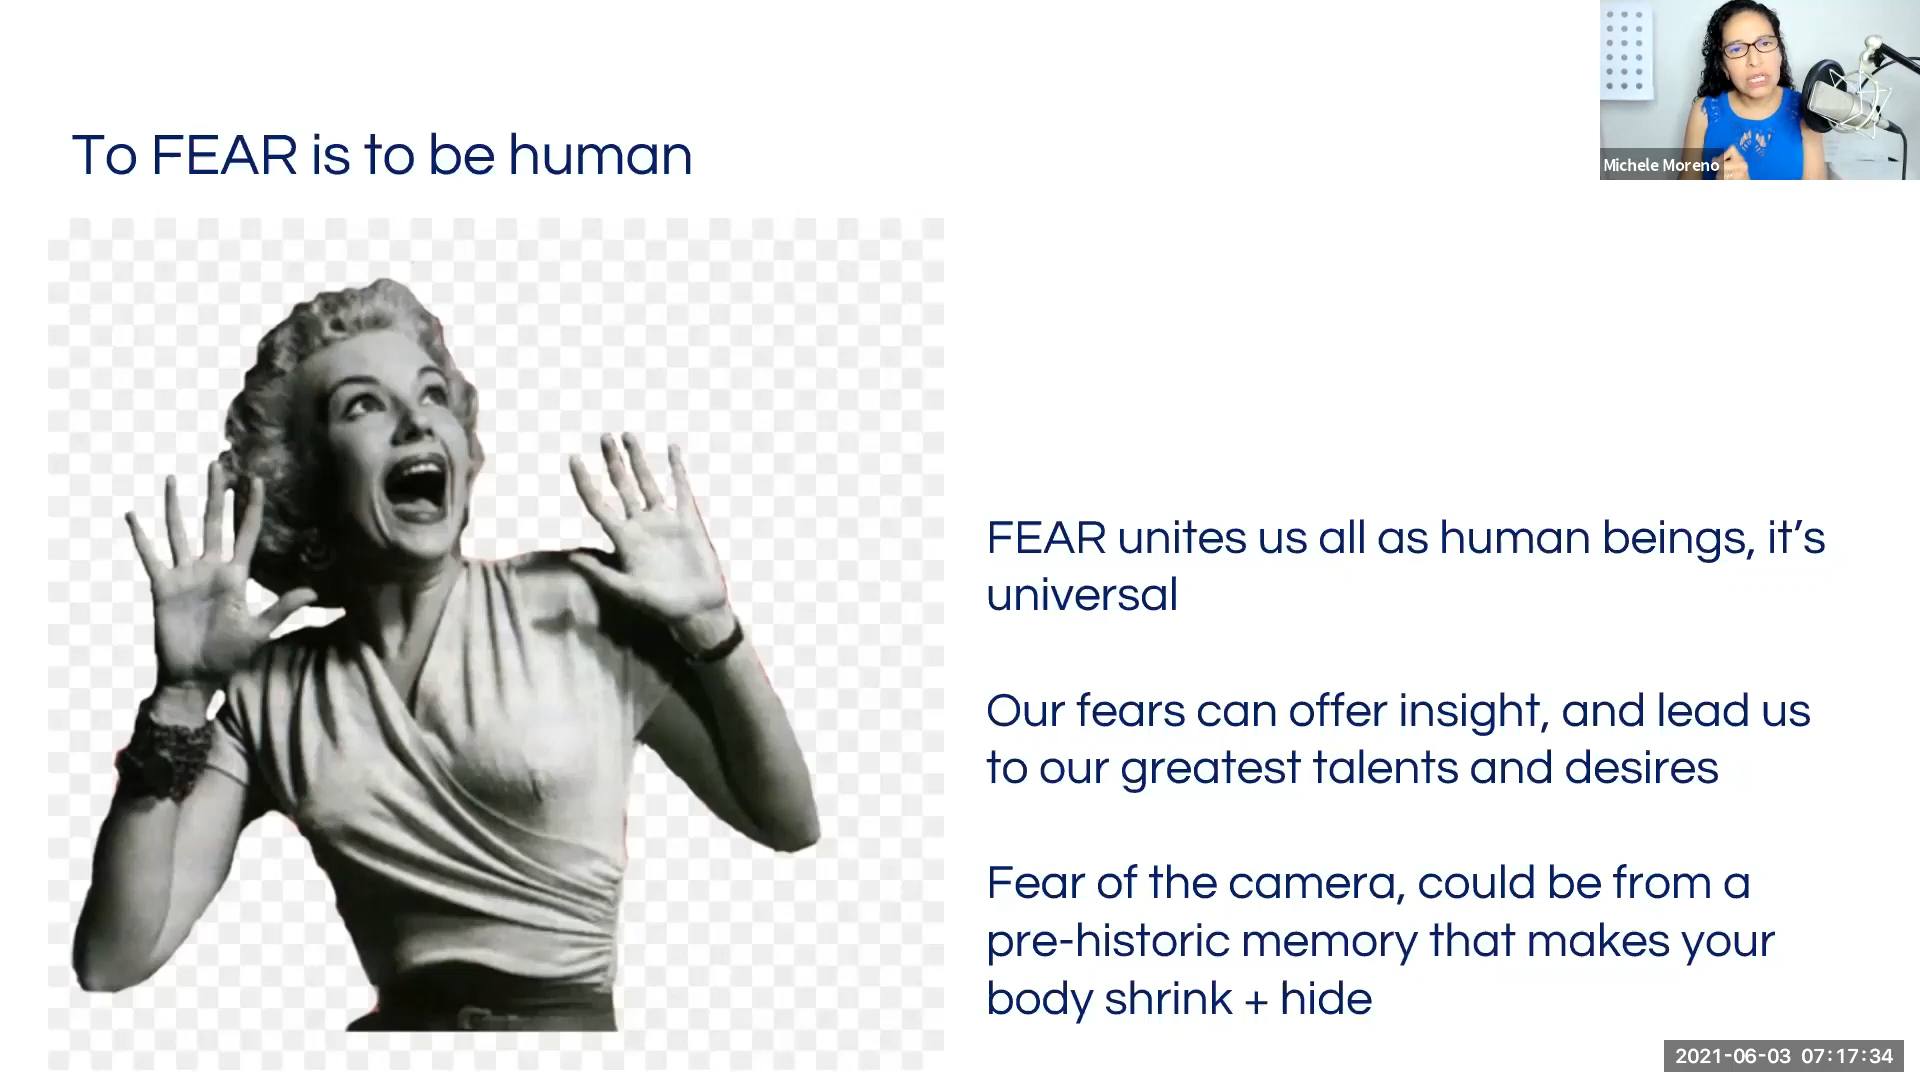 To FEAR is to be human
Michele Moreno
FEAR unites us all as human beings, it’s
universal
Our fears can offer insight, and lead us
to our greatest talents and desires
Fear of the camera, could be from a
pre-historic memory that makes your
body shrink + hide
2021-06-03 07:17:34